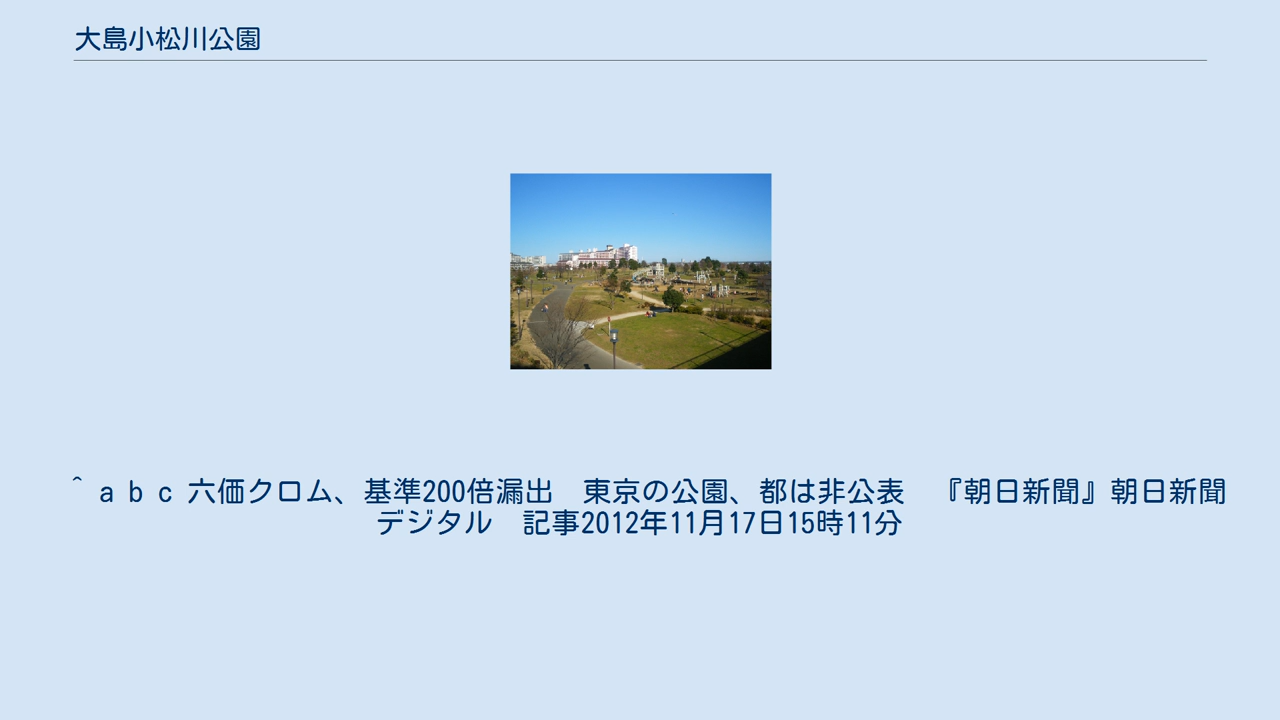 大島小松川公園
^ a b c 六価クロム、基準200倍漏出　東京の公園、都は非公表　『朝日新聞』朝日新聞
デジタル　記事2012年11月17日15時11分